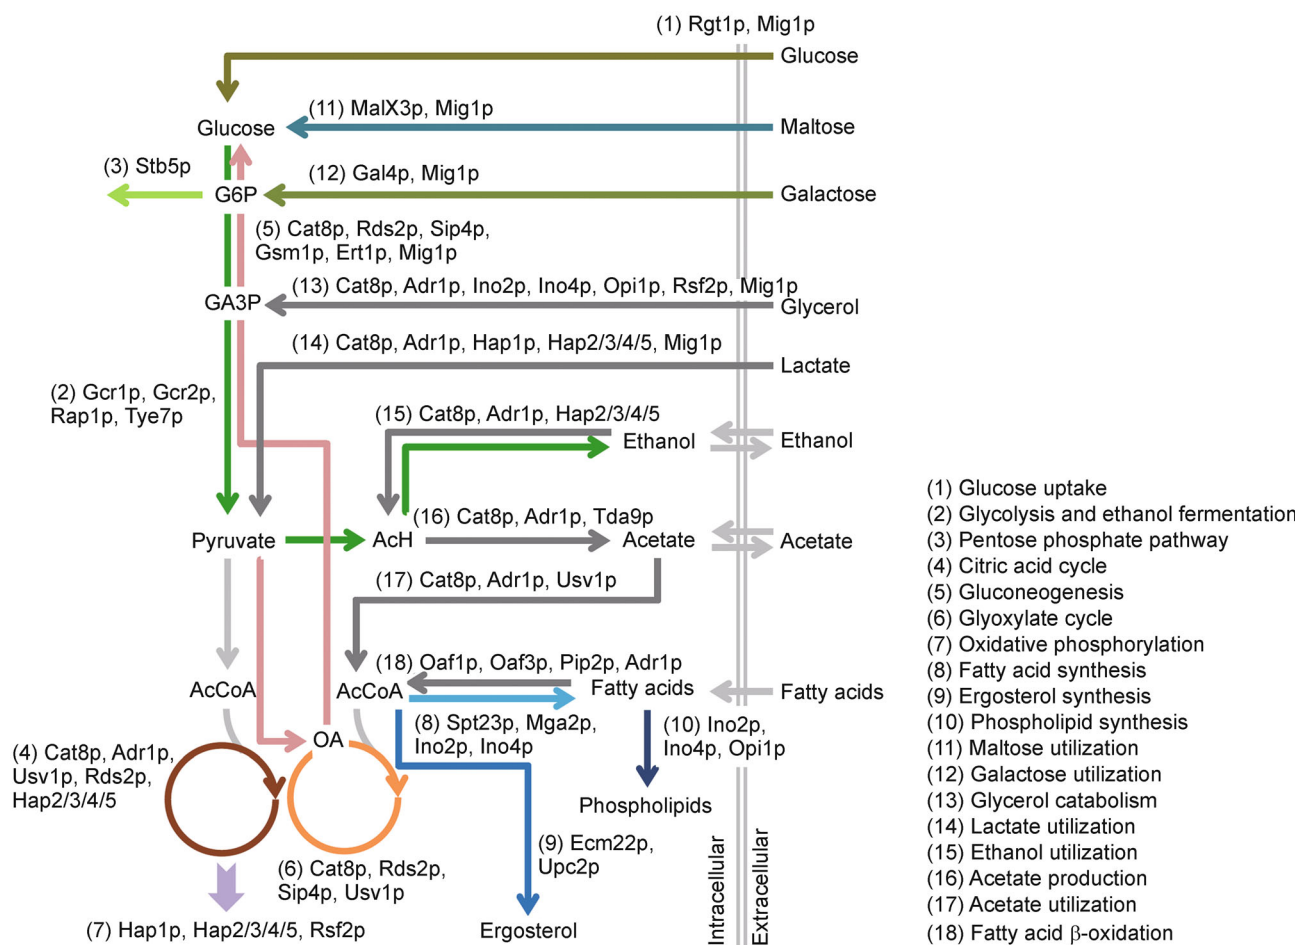 (1) Rgt1p, Mig1p
Glucose
(11) MalX3p, Mig1p
Glucose
Maltose
(3) Stb5p
G6P
(12) Gal4p, Mig1p
Galactose
(5) Cat8p, Rds2p, Sip4p,
Gsm1p, Ert1p, Mig1p
(13) Cat8p, Adr1p, Ino2p, Ino4p, Opi1p, Rsf2p, Mig1p
GA3P
Glycerol
(14) Cat8p, Adr1p, Hap1p, Hap2/3/4/5, Mig1p
Lactate
(2) Gcr1p, Gcr2p,
Rap1p, Tye7p
(15) Cat8p, Adr1p, Hap2/3/4/5
Ethanol
Ethanol
(16) Cat8p, Adr1p, Tda9p
Pyruvate
AcH
Acetate
Acetate
(17) Cat8p, Adr1p, Usv1p
(18) Oaf1p, Oaf3p, Pip2p, Adr1p
AcCoA
AcCoA
Fatty acids
Fatty acids
(8) Spt23p, Mga2p,
Ino2p, Ino4p
(10) Ino2p,
Ino4p, Opi1p
OA
(4) Cat8p, Adr1p,
Usv1p, Rds2p,
Hap2/3/4/5
Phospholipids
(9) Ecm22p,
Upc2p
(6) Cat8p, Rds2p,
Sip4p, Usv1p
(7) Hap1p, Hap2/3/4/5, Rsf2p
Ergosterol
Intracellular
Extracellular
(1) Glucose uptake
(2) Glycolysis and ethanol fermentation
(3) Pentose phosphate pathway
(4) Citric acid cycle
(5) Gluconeogenesis
(6) Glyoxylate cycle
(7) Oxidative phosphorylation
(8) Fatty acid synthesis
(9) Ergosterol synthesis
(10) Phospholipid synthesis
(11) Maltose utilization
(12) Galactose utilization
(13) Glycerol catabolism
(14) Lactate utilization
(15) Ethanol utilization
(16) Acetate production
(17) Acetate utilization
(18) Fatty acid β-oxidation